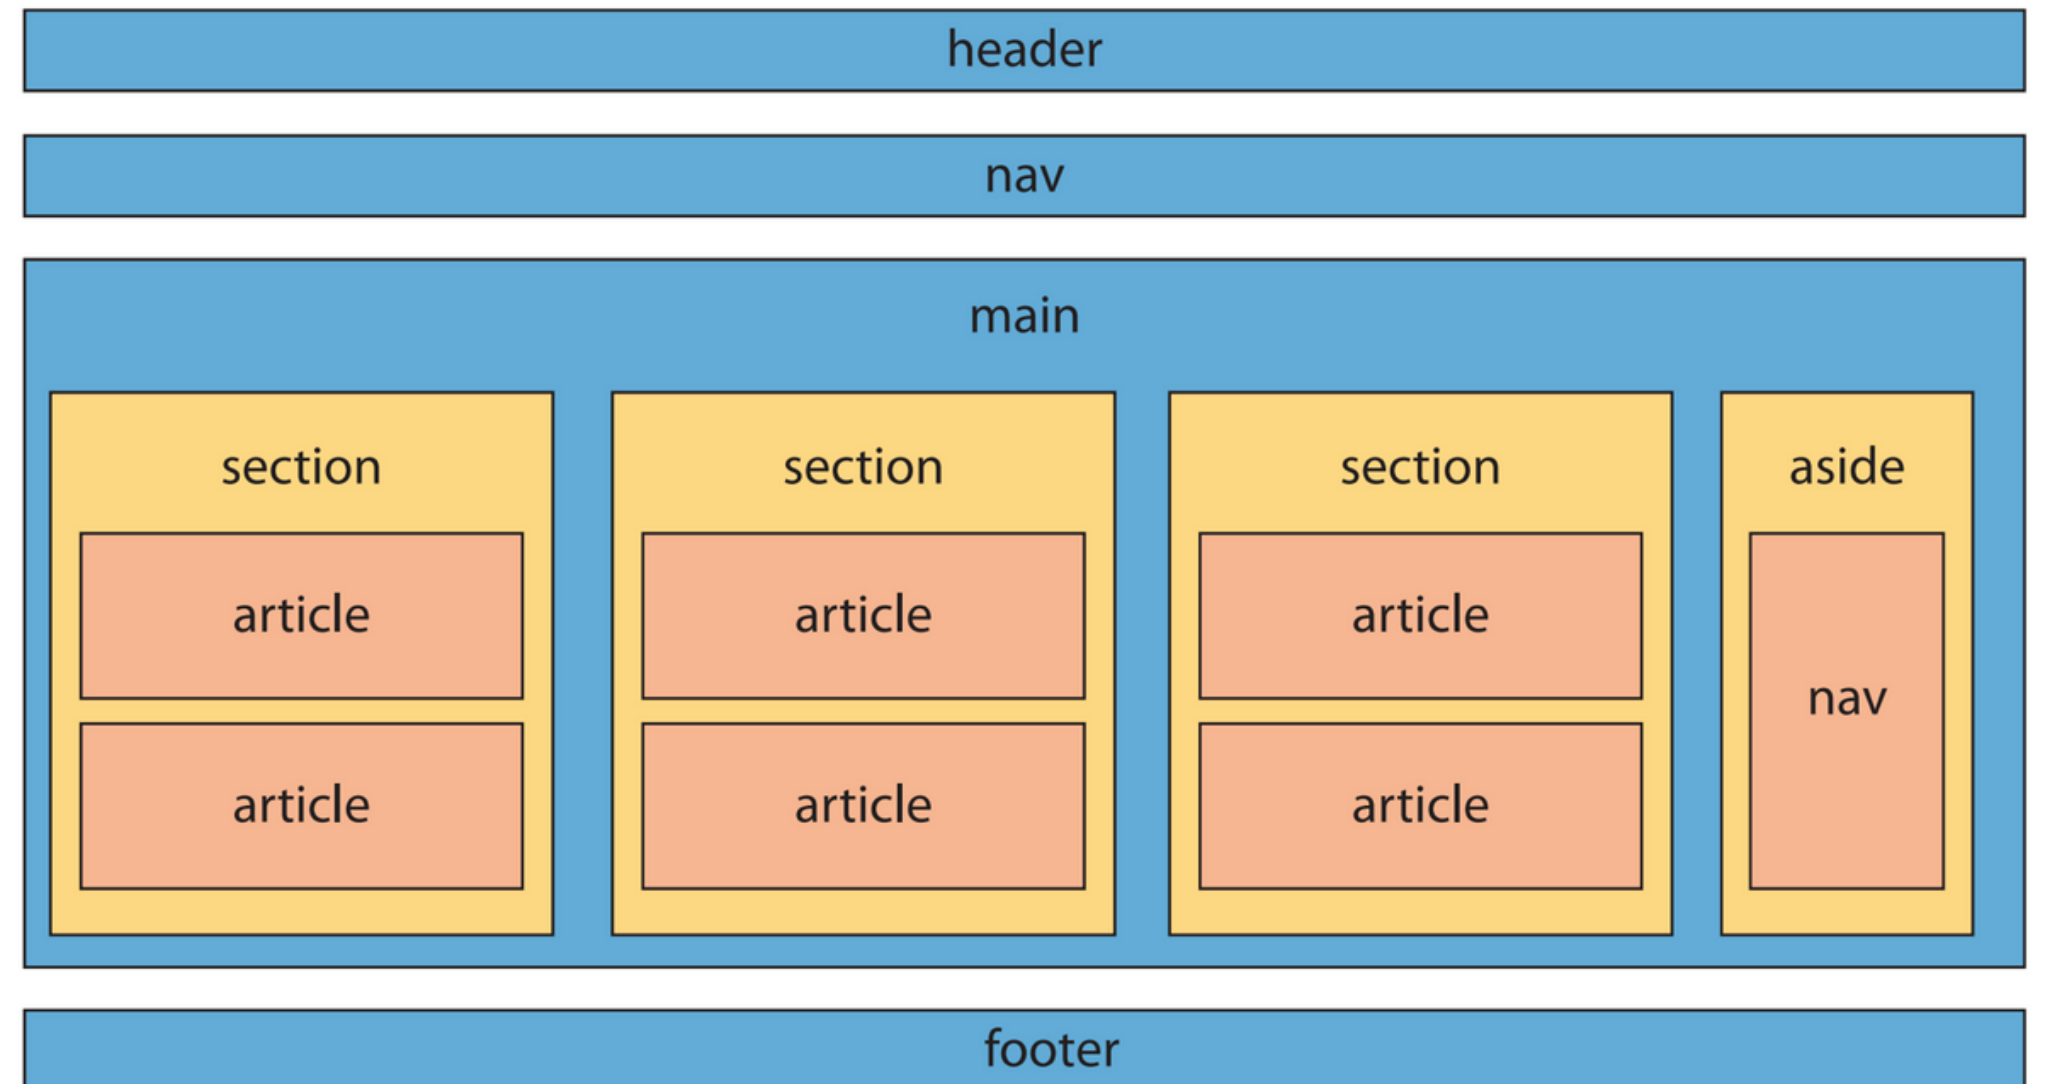 header
nav
main
section
section
section
aside
article
article
article
nav
article
article
article
footer